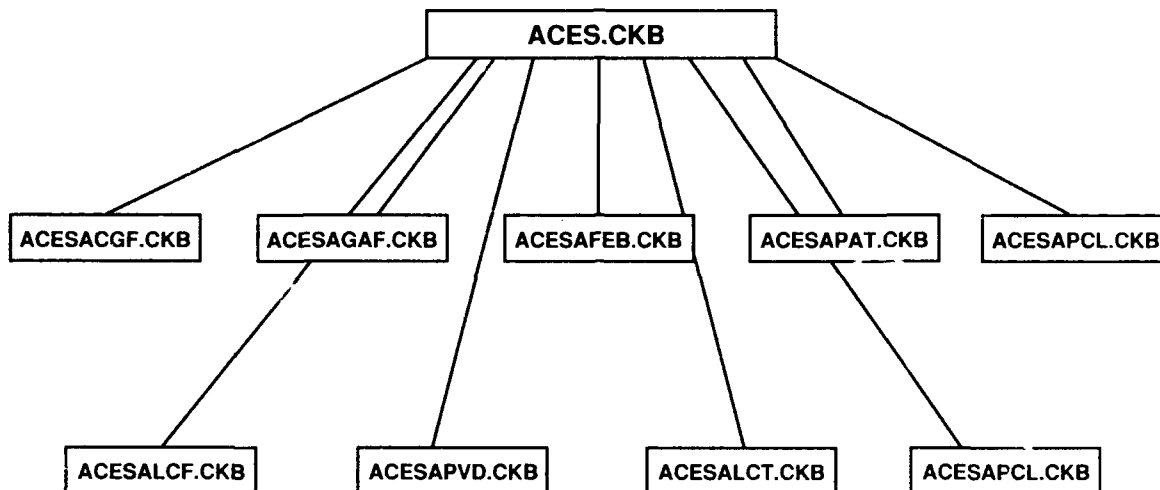 ACES.CKB
ACESACGF.CKB
ACESAGAF.CKB
ACESAFEB.CKB
ACESAPAT.CKB
ACESAPCL.CKB
ACESALCF.CKB
ACESAPVD.CKB
ACESALCT.CKB
ACESAPCL.CKB